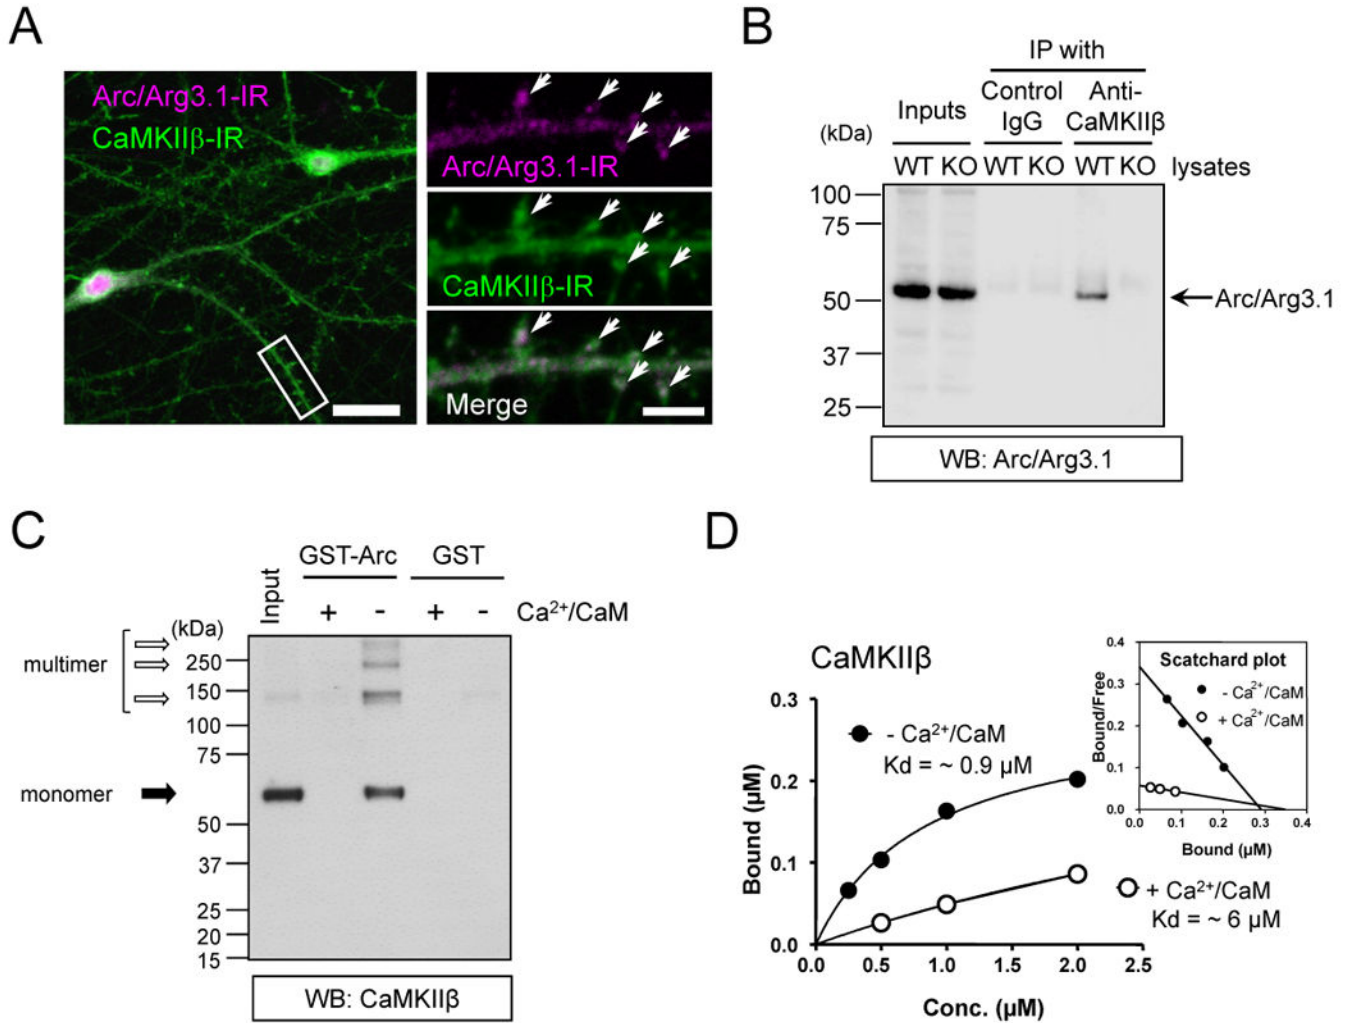 A
Arc/Arg3.1-IR
CaMKIIβ-IR
Arc/Arg3.1-IR
CaMKIIβ-IR
Merge
B
IP with
Control Anti-
Inputs IgG CaMKIIβ
(kDa)
WT KO WT KO WT KO lysates
100
75
50
Arc/Arg3.1
37
25
WB: Arc/Arg3.1
C
GST-Arc GST
Input
+ - + - Ca²⁺/CaM
(kDa)
multimer
250
150
100
75
monomer
50
37
25
20
15
WB: CaMKIIβ
D
CaMKIIβ
0.3
0.2
0.1
0.0
Bound (µM)
- Ca²⁺/CaM
Kd = ~ 0.9 µM
+ Ca²⁺/CaM
Kd = ~ 6 µM
0.0 0.5 1.0 1.5 2.0 2.5
Conc. (µM)
Scatchard plot
- Ca²⁺/CaM
+ Ca²⁺/CaM
0.4
0.3
0.2
0.1
0.0
Bound/Free
0.0 0.1 0.2 0.3 0.4
Bound (µM)